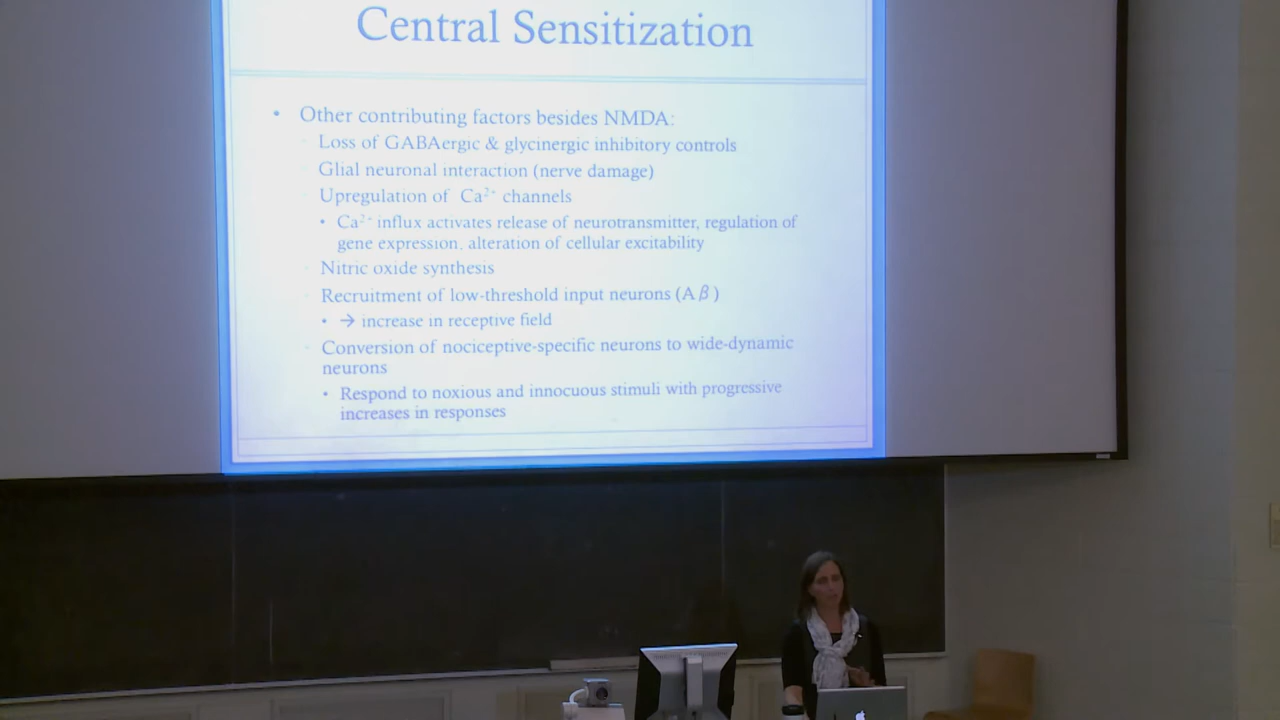 Central Sensitization
• Other contributing factors besides NMDA:
Loss of GABAergic & glycinergic inhibitory controls
Glial neuronal interaction (nerve damage)
Upregulation of Ca²⁺ channels
• Ca²⁺ influx activates release of neurotransmitter, regulation of
gene expression, alteration of cellular excitability
Nitric oxide synthesis
Recruitment of low-threshold input neurons (Aβ)
• → increase in receptive field
Conversion of nociceptive-specific neurons to wide-dynamic
neurons
• Respond to noxious and innocuous stimuli with progressive
increases in responses